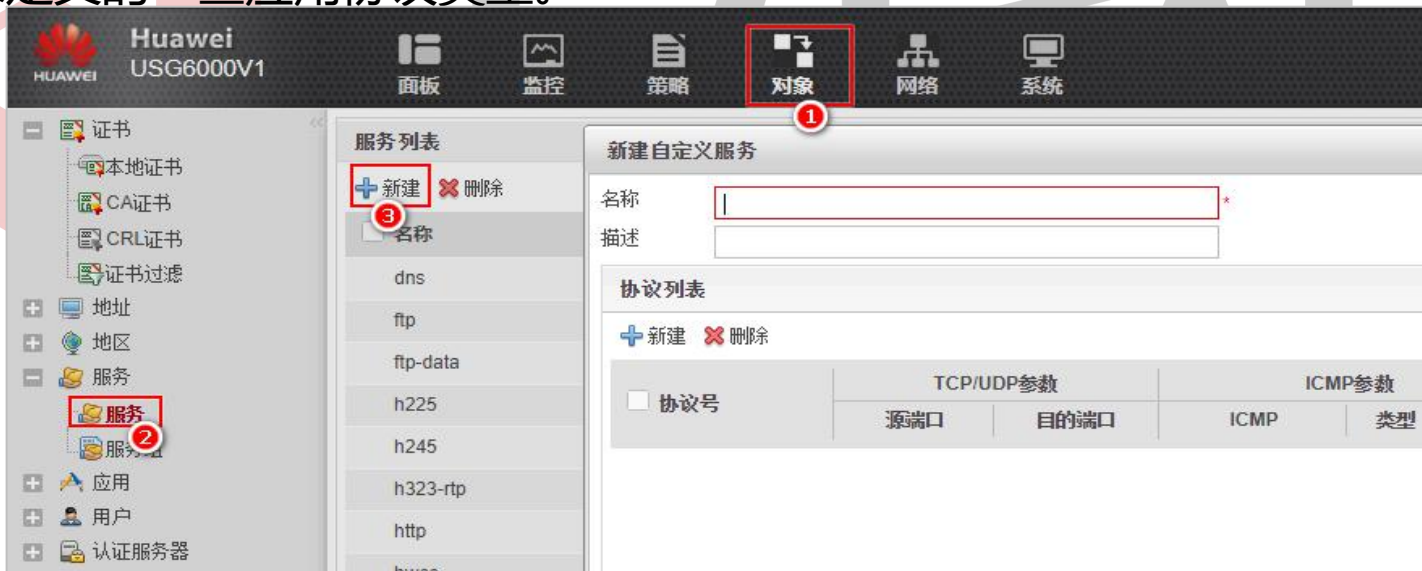 Huawei
USG6000V1
HUAWEI
面板
监控
策略
对象
网络
系统
1
证书
本地证书
CA证书
CRL证书
证书过滤
地址
地区
服务
服务
2
应用
用户
认证服务器
服务列表
新建
删除
3
名称
dns
ftp
ftp-data
h225
h245
h323-rtp
http
新建自定义服务
名称
*
描述
协议列表
新建
删除
协议号
TCP/UDP参数
ICMP参数
源端口
目的端口
ICMP
类型